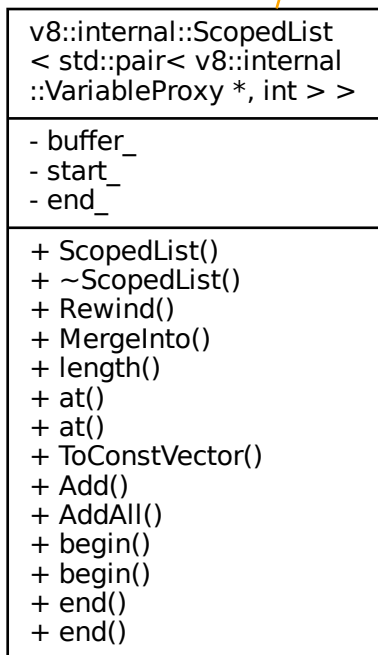 v8::internal::ScopedList
< std::pair< v8::internal
::VariableProxy *, int > >
- buffer_
- start_
- end_
+ ScopedList()
+ ~ScopedList()
+ Rewind()
+ MergeInto()
+ length()
+ at()
+ at()
+ ToConstVector()
+ Add()
+ AddAll()
+ begin()
+ begin()
+ end()
+ end()